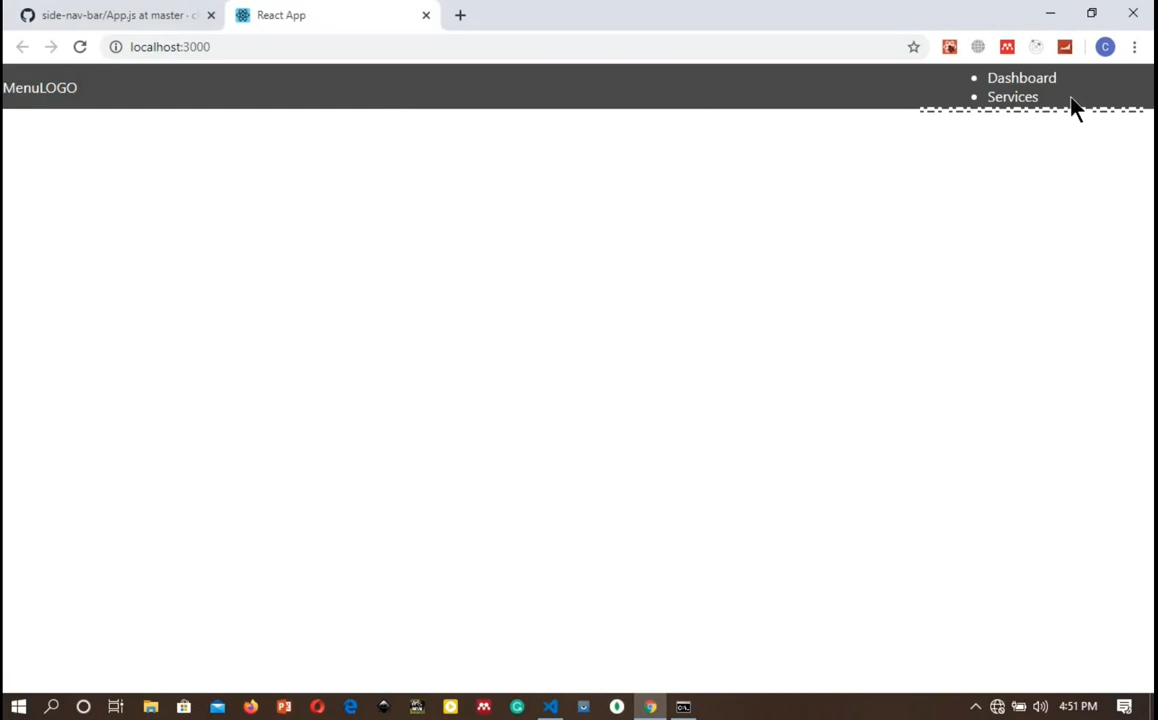 side-nav-bar/App.js at master · c
React App
localhost:3000
C
MenuLOGO
Dashboard
Services
4:51 PM